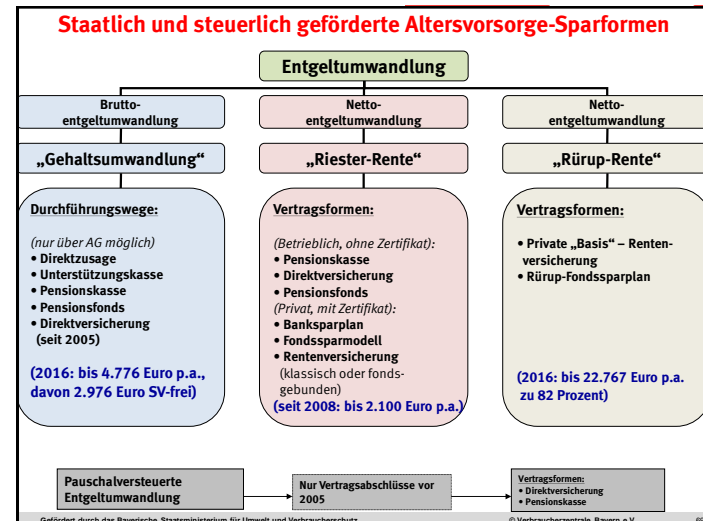 Staatlich und steuerlich geförderte Altersvorsorge-Sparformen
Entgeltumwandlung
Brutto-
entgeltumwandlung
„Gehaltsumwandlung“
Durchführungswege:
(nur über AG möglich)
• Direktzusage
• Unterstützungskasse
• Pensionskasse
• Pensionsfonds
• Direktversicherung
(seit 2005)
(2016: bis 4.776 Euro p.a.,
davon 2.976 Euro SV-frei)
Netto-
entgeltumwandlung
„Riester-Rente“
Vertragsformen:
(Betrieblich, ohne Zertifikat):
• Pensionskasse
• Direktversicherung
• Pensionsfonds
(Privat, mit Zertifikat):
• Banksparplan
• Fondssparmodell
• Rentenversicherung
(klassisch oder fonds-
gebunden)
(seit 2008: bis 2.100 Euro p.a.)
Netto-
entgeltumwandlung
„Rürup-Rente“
Vertragsformen:
• Private „Basis“ – Renten-
versicherung
• Rürup-Fondssparplan
(2016: bis 22.767 Euro p.a.
zu 82 Prozent)
Pauschalversteuerte
Entgeltumwandlung
Nur Vertragsabschlüsse vor
2005
Vertragsformen:
• Direktversicherung
• Pensionskasse
Gefördert durch das Bayerische Staatsministerium für Umwelt und Verbraucherschutz
© Verbraucherzentrale Bayern e.V.